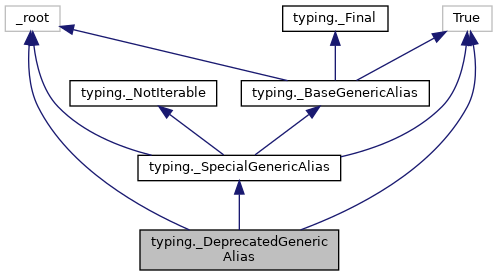 _root
typing._Final
True
typing._NotIterable
typing._BaseGenericAlias
typing._SpecialGenericAlias
typing._DeprecatedGeneric
Alias